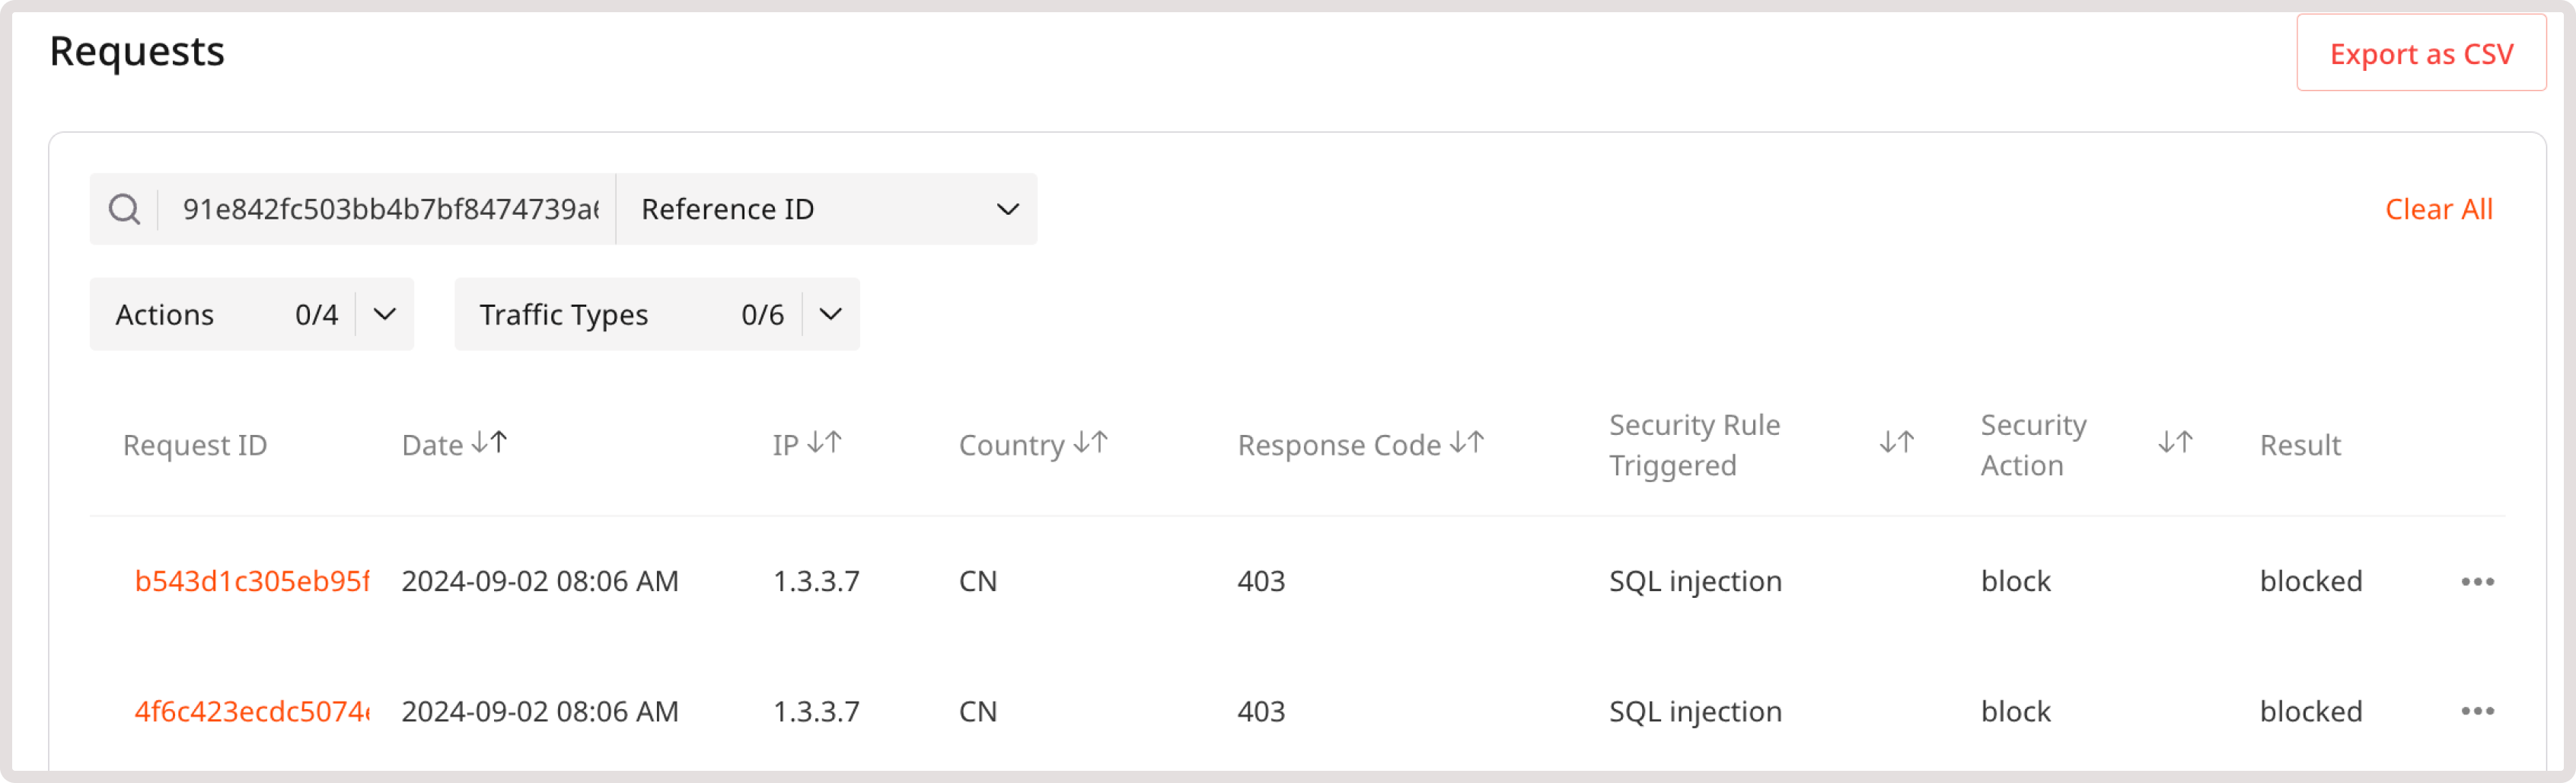 Requests
Export as CSV
91e842fc503bb4b7bf8474739a
Reference ID
Clear All
Actions 0/4
Traffic Types 0/6
Request ID Date IP Country Response Code Security Rule Triggered Security Action Result
b543d1c305eb95f 2024-09-02 08:06 AM 1.3.3.7 CN 403 SQL injection block blocked
4f6c423ecdc5074 2024-09-02 08:06 AM 1.3.3.7 CN 403 SQL injection block blocked